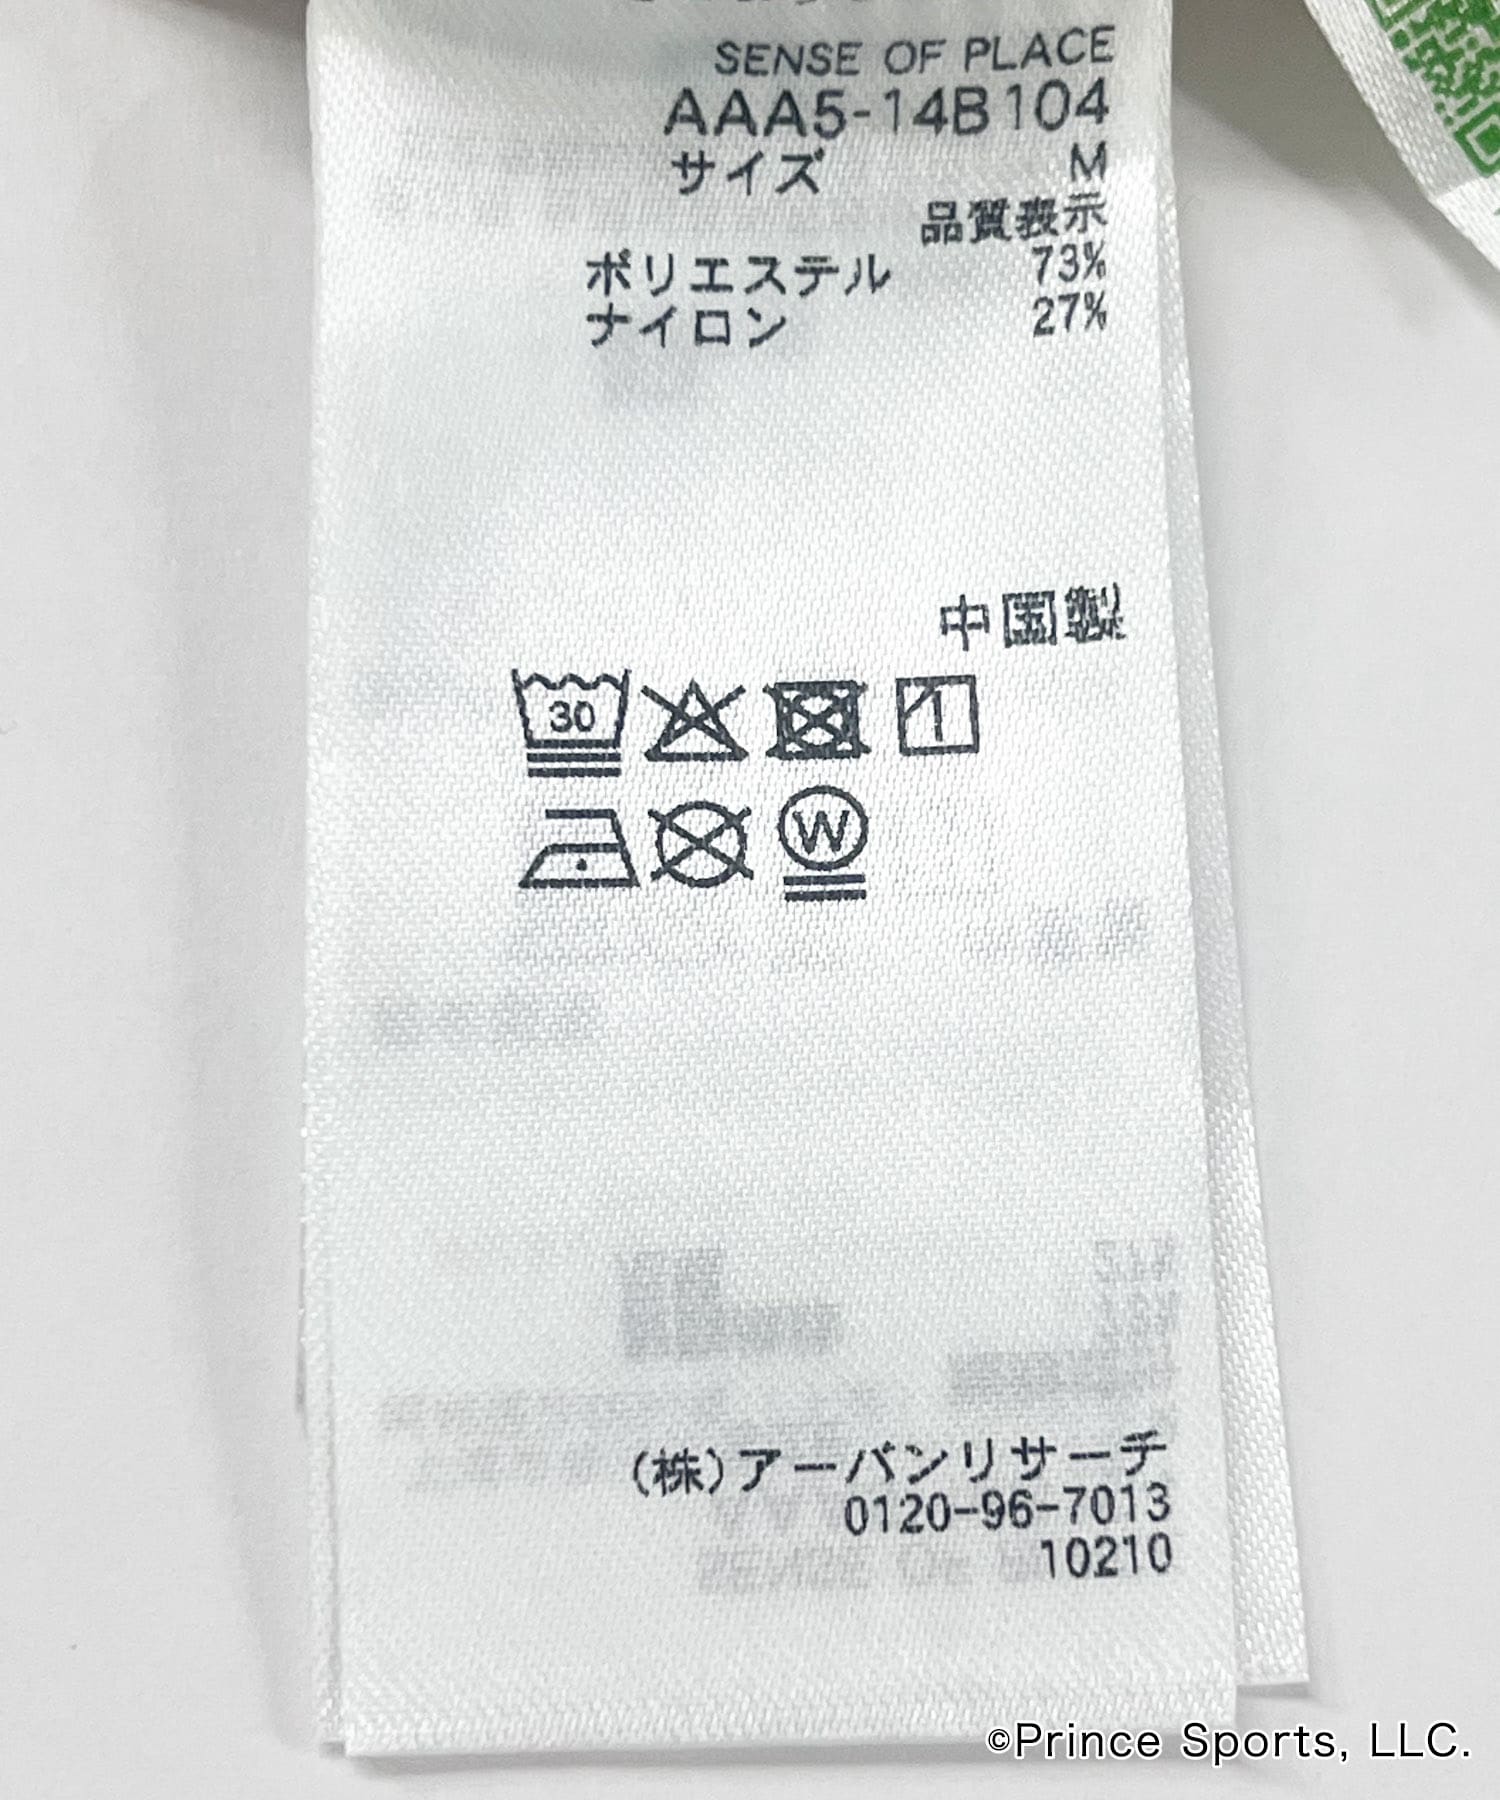 SENSE OF PLACE
AAA5-14B104
サイズ M
品質表示
ポリエステル 73%
ナイロン 27%
中国製
30
W
(株)アーバンリサーチ
0120-96-7013
10210
©Prince Sports, LLC.